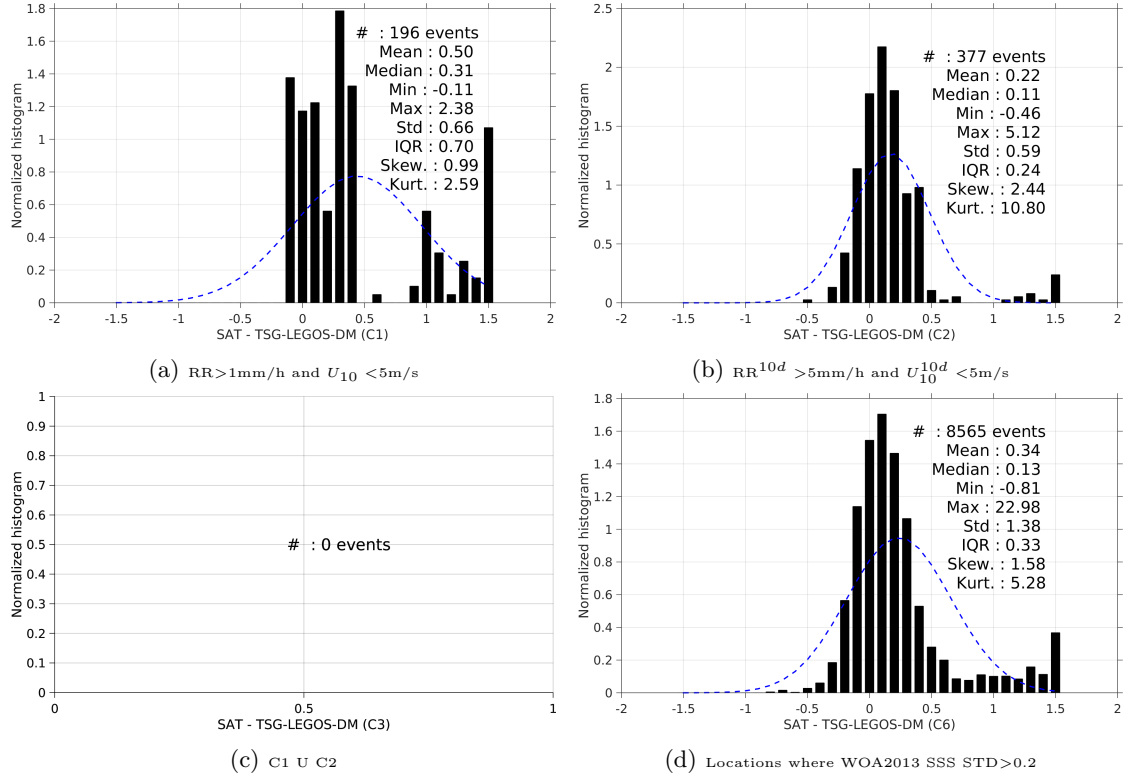 1.8
1.6
1.4
1.2
1
0.8
0.6
0.4
0.2
0
Normalized histogram
# : 196 events
Mean : 0.50
Median : 0.31
Min : -0.11
Max : 2.38
Std : 0.66
IQR : 0.70
Skew. : 0.99
Kurt. : 2.59
-2 -1.5 -1 -0.5 0 0.5 1 1.5 2
SAT - TSG-LEGOS-DM (C1)
(a) RR>1mm/h and U10 <5m/s
2.5
2
1.5
1
0.5
0
Normalized histogram
# : 377 events
Mean : 0.22
Median : 0.11
Min : -0.46
Max : 5.12
Std : 0.59
IQR : 0.24
Skew. : 2.44
Kurt. : 10.80
-2 -1.5 -1 -0.5 0 0.5 1 1.5 2
SAT - TSG-LEGOS-DM (C2)
(b) RR^10d >5mm/h and U_10^10d <5m/s
1
0.9
0.8
0.7
0.6
0.5
0.4
0.3
0.2
0.1
0
Normalized histogram
# : 0 events
0 0.5 1
SAT - TSG-LEGOS-DM (C3)
(c) C1 U C2
1.8
1.6
1.4
1.2
1
0.8
0.6
0.4
0.2
0
Normalized histogram
# : 8565 events
Mean : 0.34
Median : 0.13
Min : -0.81
Max : 22.98
Std : 1.38
IQR : 0.33
Skew. : 1.58
Kurt. : 5.28
-2 -1.5 -1 -0.5 0 0.5 1 1.5 2
SAT - TSG-LEGOS-DM (C6)
(d) Locations where WOA2013 SSS STD>0.2